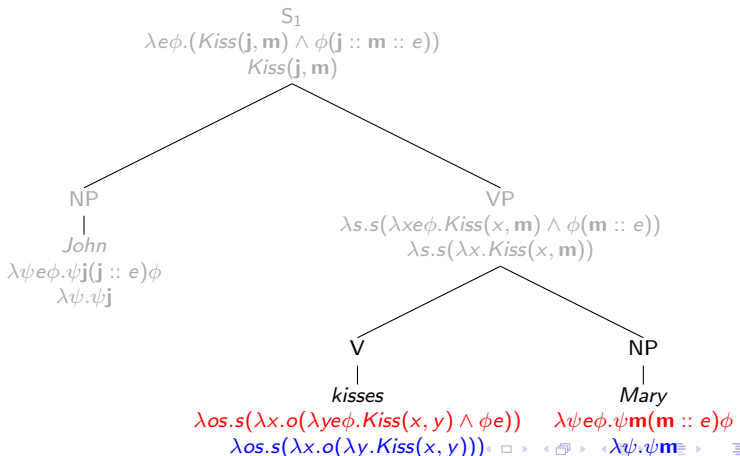 S₁
λeϕ.(Kiss(j, m) ∧ ϕ(j :: m :: e))
Kiss(j, m)
NP
VP
John
λs.s(λxeϕ.Kiss(x, m) ∧ ϕ(m :: e))
λψeϕ.ψj(j :: e)ϕ
λs.s(λx.Kiss(x, m))
λψ.ψj
V
NP
kisses
Mary
λos.s(λx.o(λyeϕ.Kiss(x, y) ∧ ϕe))
λψeϕ.ψm(m :: e)ϕ
λos.s(λx.o(λy.Kiss(x, y)))
λψ.ψm